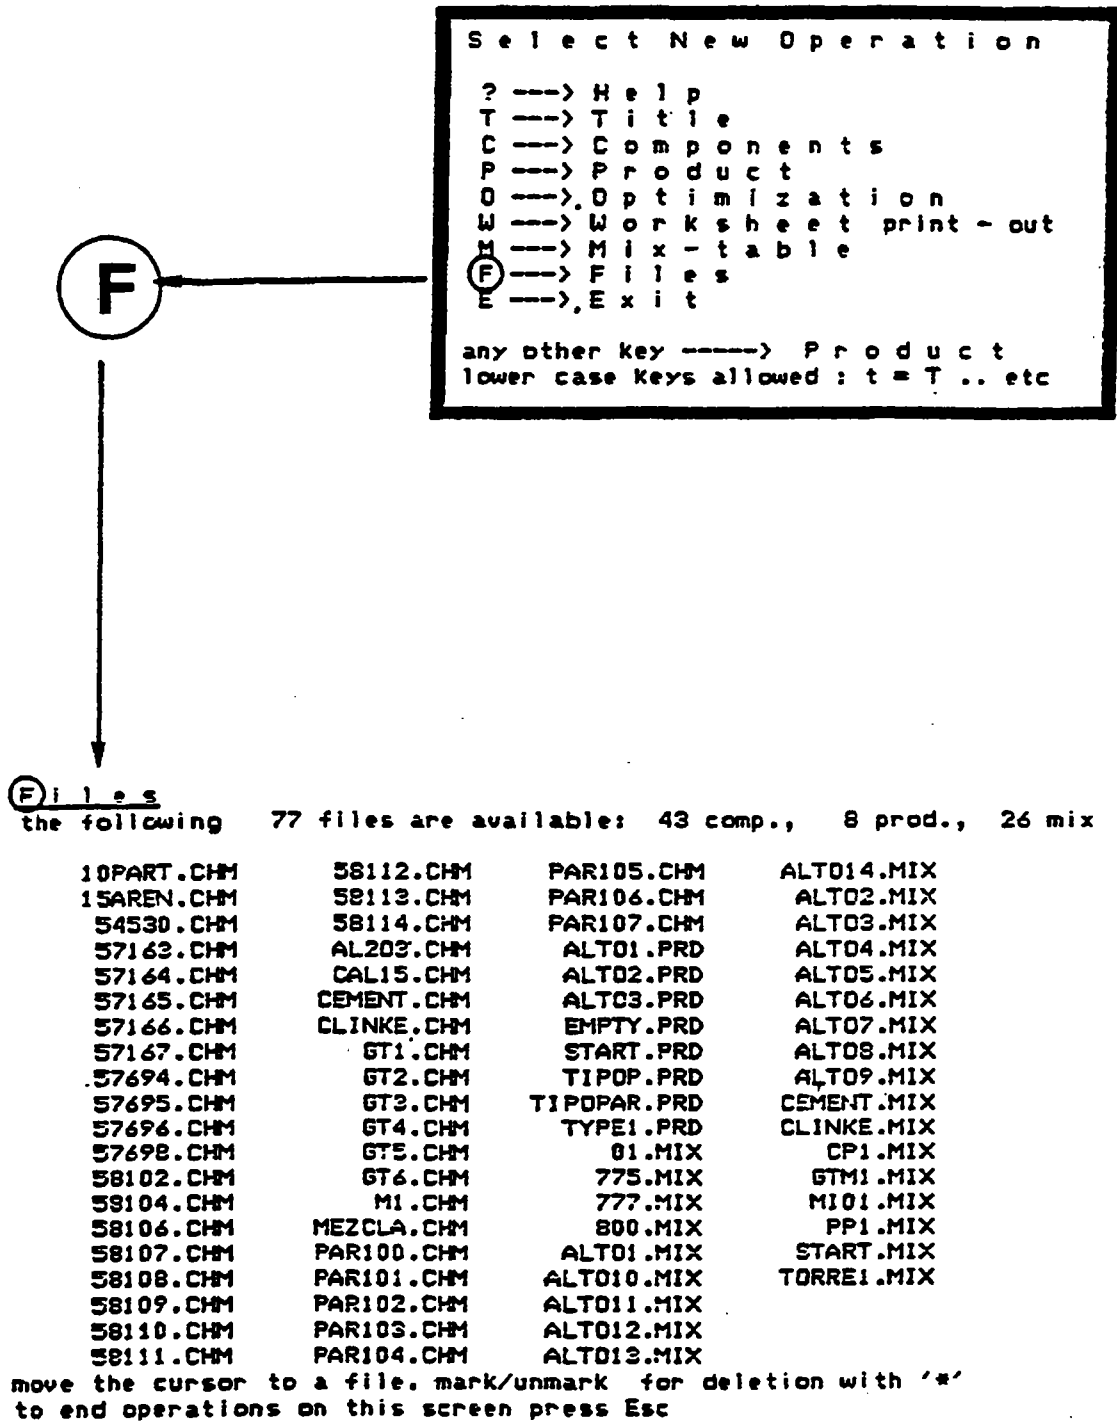 Select New Operation
? ---> Help
T ---> Title
C ---> Components
P ---> Product
O ---> Optimization
W ---> Worksheet print - out
M ---> Mix - table
F ---> Files
E ---> Exit
any other key -----> Product
lower case Keys allowed : t = T .. etc
F
Files
the following 77 files are available: 43 comp., 8 prod., 26 mix
10PART.CHM 58112.CHM PAR105.CHM ALTO14.MIX
15AREN.CHM 58113.CHM PAR106.CHM ALTO2.MIX
54530.CHM 58114.CHM PAR107.CHM ALTO3.MIX
57163.CHM AL2O3.CHM ALTO1.PRD ALTO4.MIX
57164.CHM CAL15.CHM ALTO2.PRD ALTO5.MIX
57165.CHM CEMENT.CHM ALTO3.PRD ALTO6.MIX
57166.CHM CLINKE.CHM EMPTY.PRD ALTO7.MIX
57167.CHM GT1.CHM START.PRD ALTO8.MIX
57694.CHM GT2.CHM TIPOP.PRD ALTO9.MIX
57695.CHM GT3.CHM TIPOPAR.PRD CEMENT.MIX
57696.CHM GT4.CHM TYPE1.PRD CLINKE.MIX
57698.CHM GT5.CHM 01.MIX CP1.MIX
58102.CHM GT6.CHM 775.MIX GTM1.MIX
58104.CHM M1.CHM 777.MIX MI01.MIX
58106.CHM MEZCLA.CHM 800.MIX PP1.MIX
58107.CHM PAR100.CHM ALTO1.MIX START.MIX
58108.CHM PAR101.CHM ALTO10.MIX TORRE1.MIX
58109.CHM PAR102.CHM ALTO11.MIX
58110.CHM PAR103.CHM ALTO12.MIX
58111.CHM PAR104.CHM ALTO13.MIX
move the cursor to a file. mark/unmark for deletion with '*'
to end operations on this screen press Esc